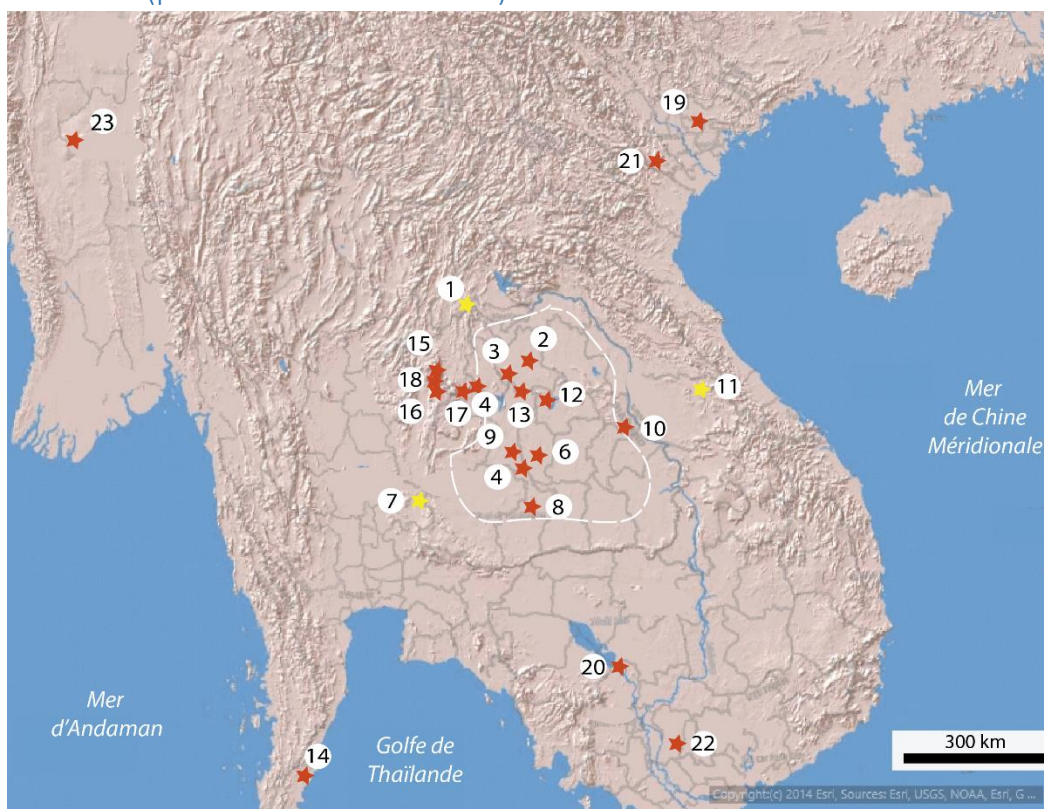 23
19
21
1
15
3
2
18
11
12
16
17
4
13
9
10
6
4
7
8
20
22
14
Mer
de Chine
Méridionale
Mer
d'Andaman
Golfe de
Thaïlande
300 km
Copyright:(c) 2014 Esri, Sources: Esri, USGS, NOAA, Esri, G ...